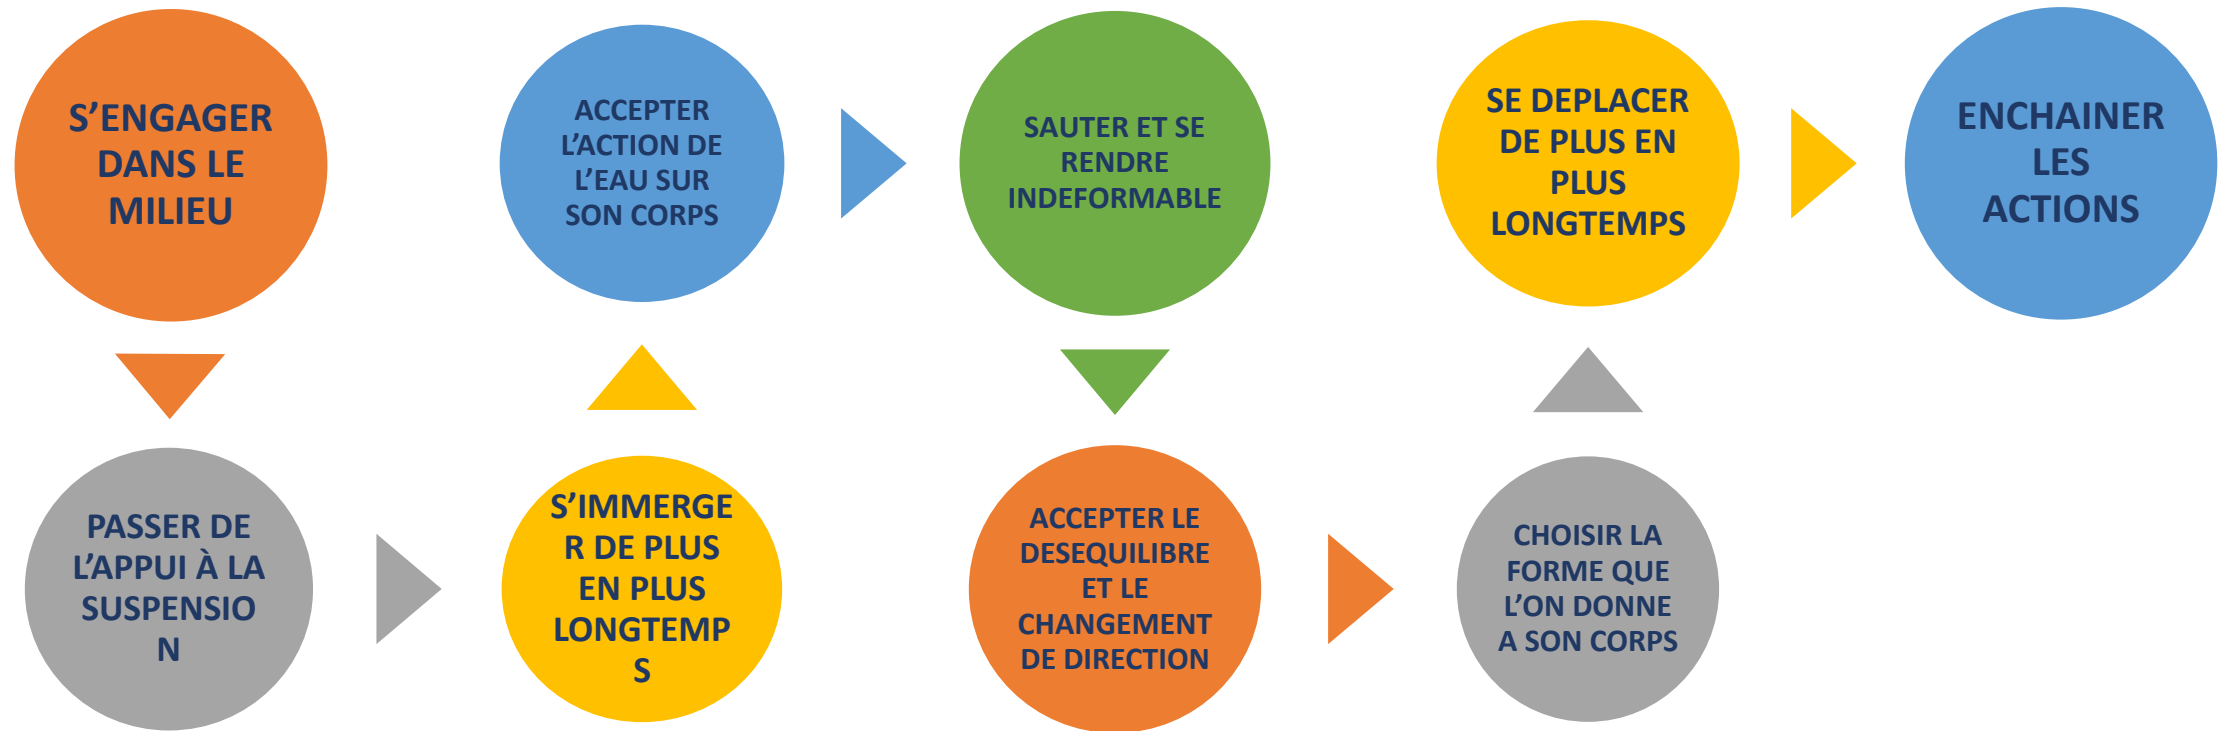 S'ENGAGER
DANS LE
MILIEU
PASSER DE
L'APPUI À LA
SUSPENSIO
N
S'IMMERGE
R DE PLUS
EN PLUS
LONGTEMP
S
ACCEPTER
L'ACTION DE
L'EAU SUR
SON CORPS
SAUTER ET SE
RENDRE
INDEFORMABLE
ACCEPTER LE
DESEQUILIBRE
ET LE
CHANGEMENT
DE DIRECTION
CHOISIR LA
FORME QUE
L'ON DONNE
A SON CORPS
SE DEPLACER
DE PLUS EN
PLUS
LONGTEMPS
ENCHAINER
LES
ACTIONS